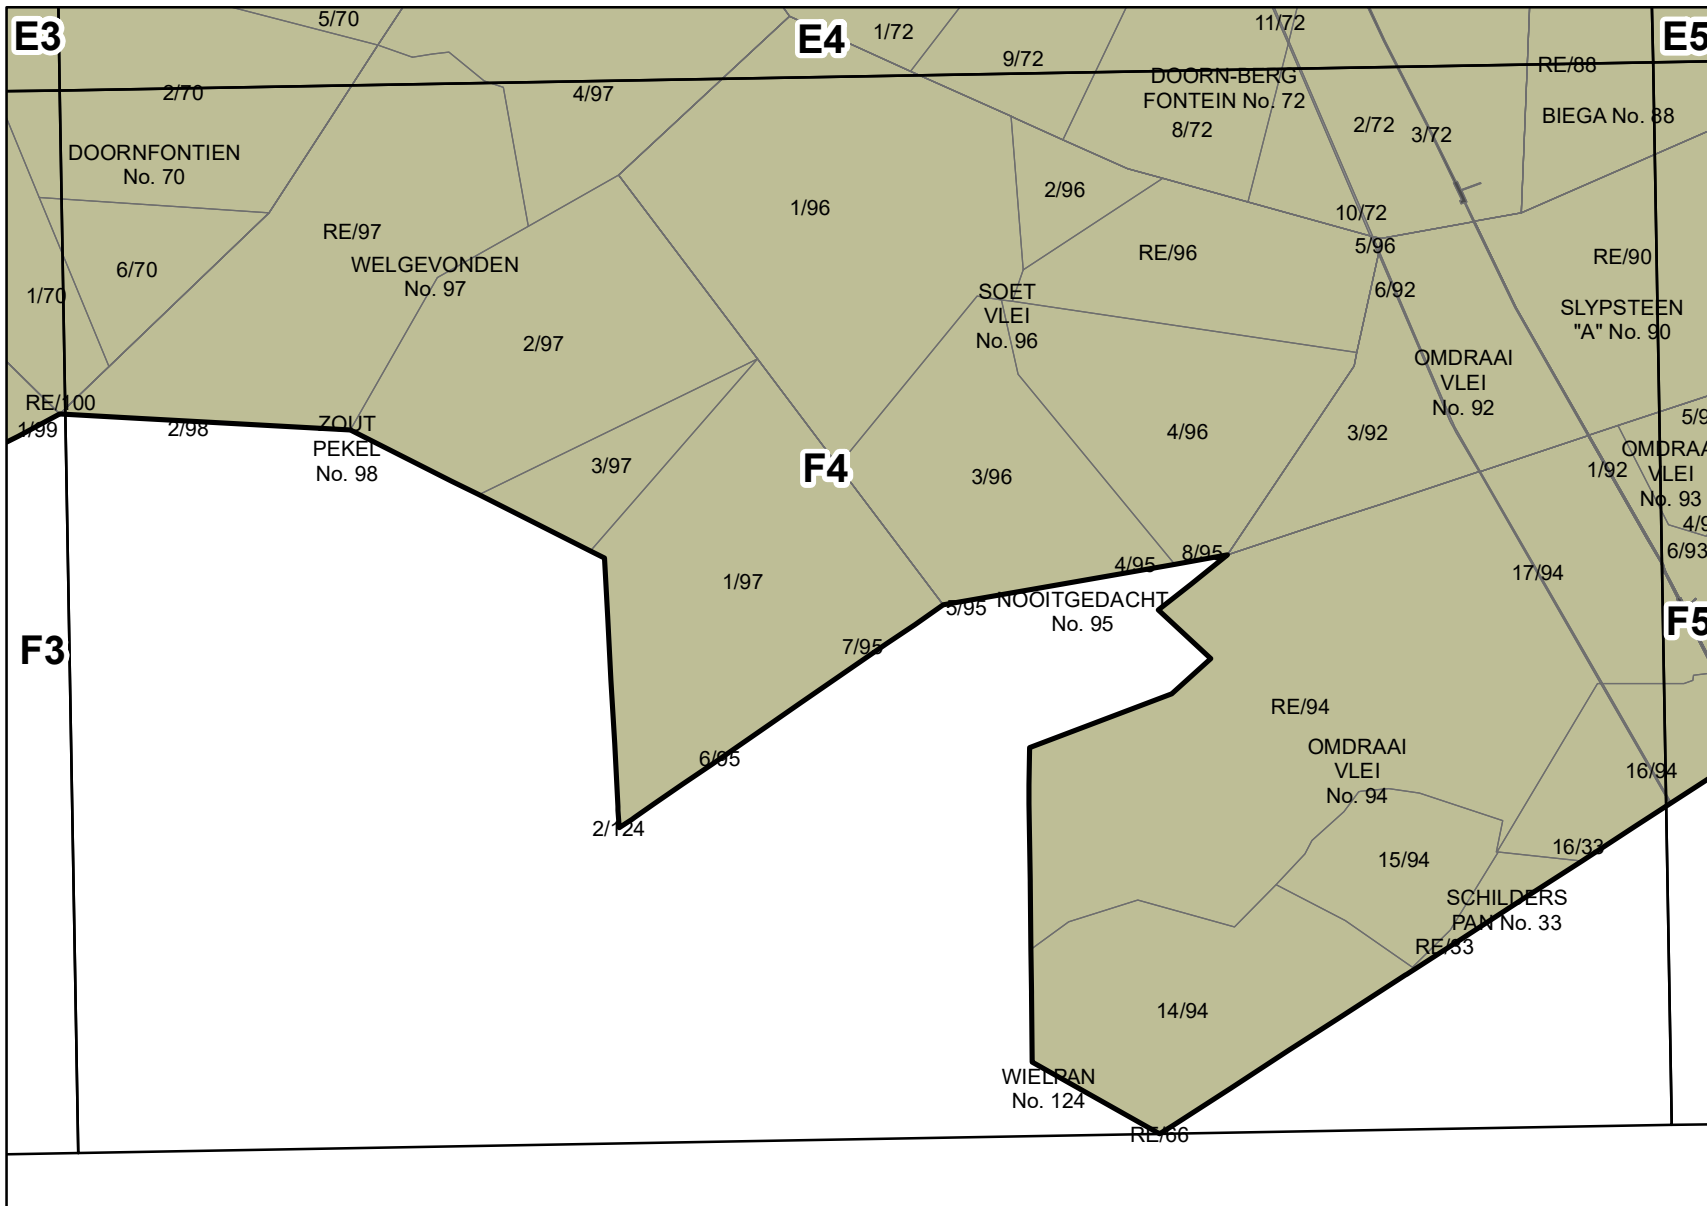 E3
5/70
E4
1/72
11/72
E5
9/72
RE/88
2/70
4/97
DOORN-BERG
FONTEIN No. 72
8/72
2/72
3/72
BIEGA No. 88
DOORNFONTIEN
No. 70
2/96
1/96
10/72
RE/97
5/96
RE/96
RE/90
6/70
WELGEVONDEN
No. 97
1/70
6/92
SOET
VLEI
No. 96
SLYPSTEEN
"A" No. 90
2/97
OMDRAAI
VLEI
No. 92
RE/100
1/99
2/98
ZOUT
PEKEL
No. 98
4/96
3/92
5/9
OMDRAA
VLEI
No. 93
3/97
F4
3/96
1/92
4/9
8/95
4/95
6/93
1/97
17/94
5/95
NOOITGEDACHT
No. 95
F5
F3
7/95
RE/94
OMDRAAI
VLEI
No. 94
6/95
16/94
2/124
16/33
15/94
SCHILDERS
PAN No. 33
RE/33
14/94
WIELPAN
No. 124
RE/66